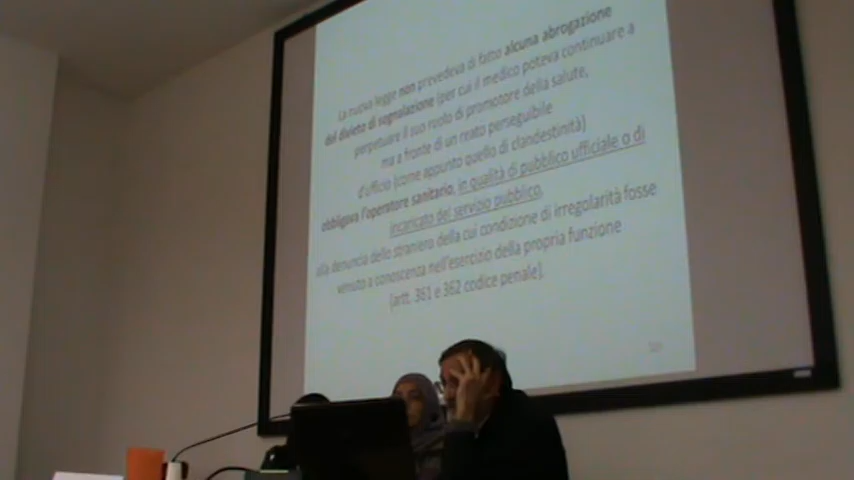 La nuova legge non prevedeva di fatto alcuna abrogazione
del divieto di segnalazione (per cui il medico poteva continuare a
perpetuare il suo ruolo di promotore della salute,
ma a fronte di un reato perseguibile
d'ufficio (come appunto quello di clandestinità)
obbligava l'operatore sanitario, in qualità di pubblico ufficiale o di
incaricato del servizio pubblico,
alla denuncia dello straniero della cui condizione di irregolarità fosse
venuto a conoscenza nell'esercizio della propria funzione
(artt. 361 e 362 codice penale).